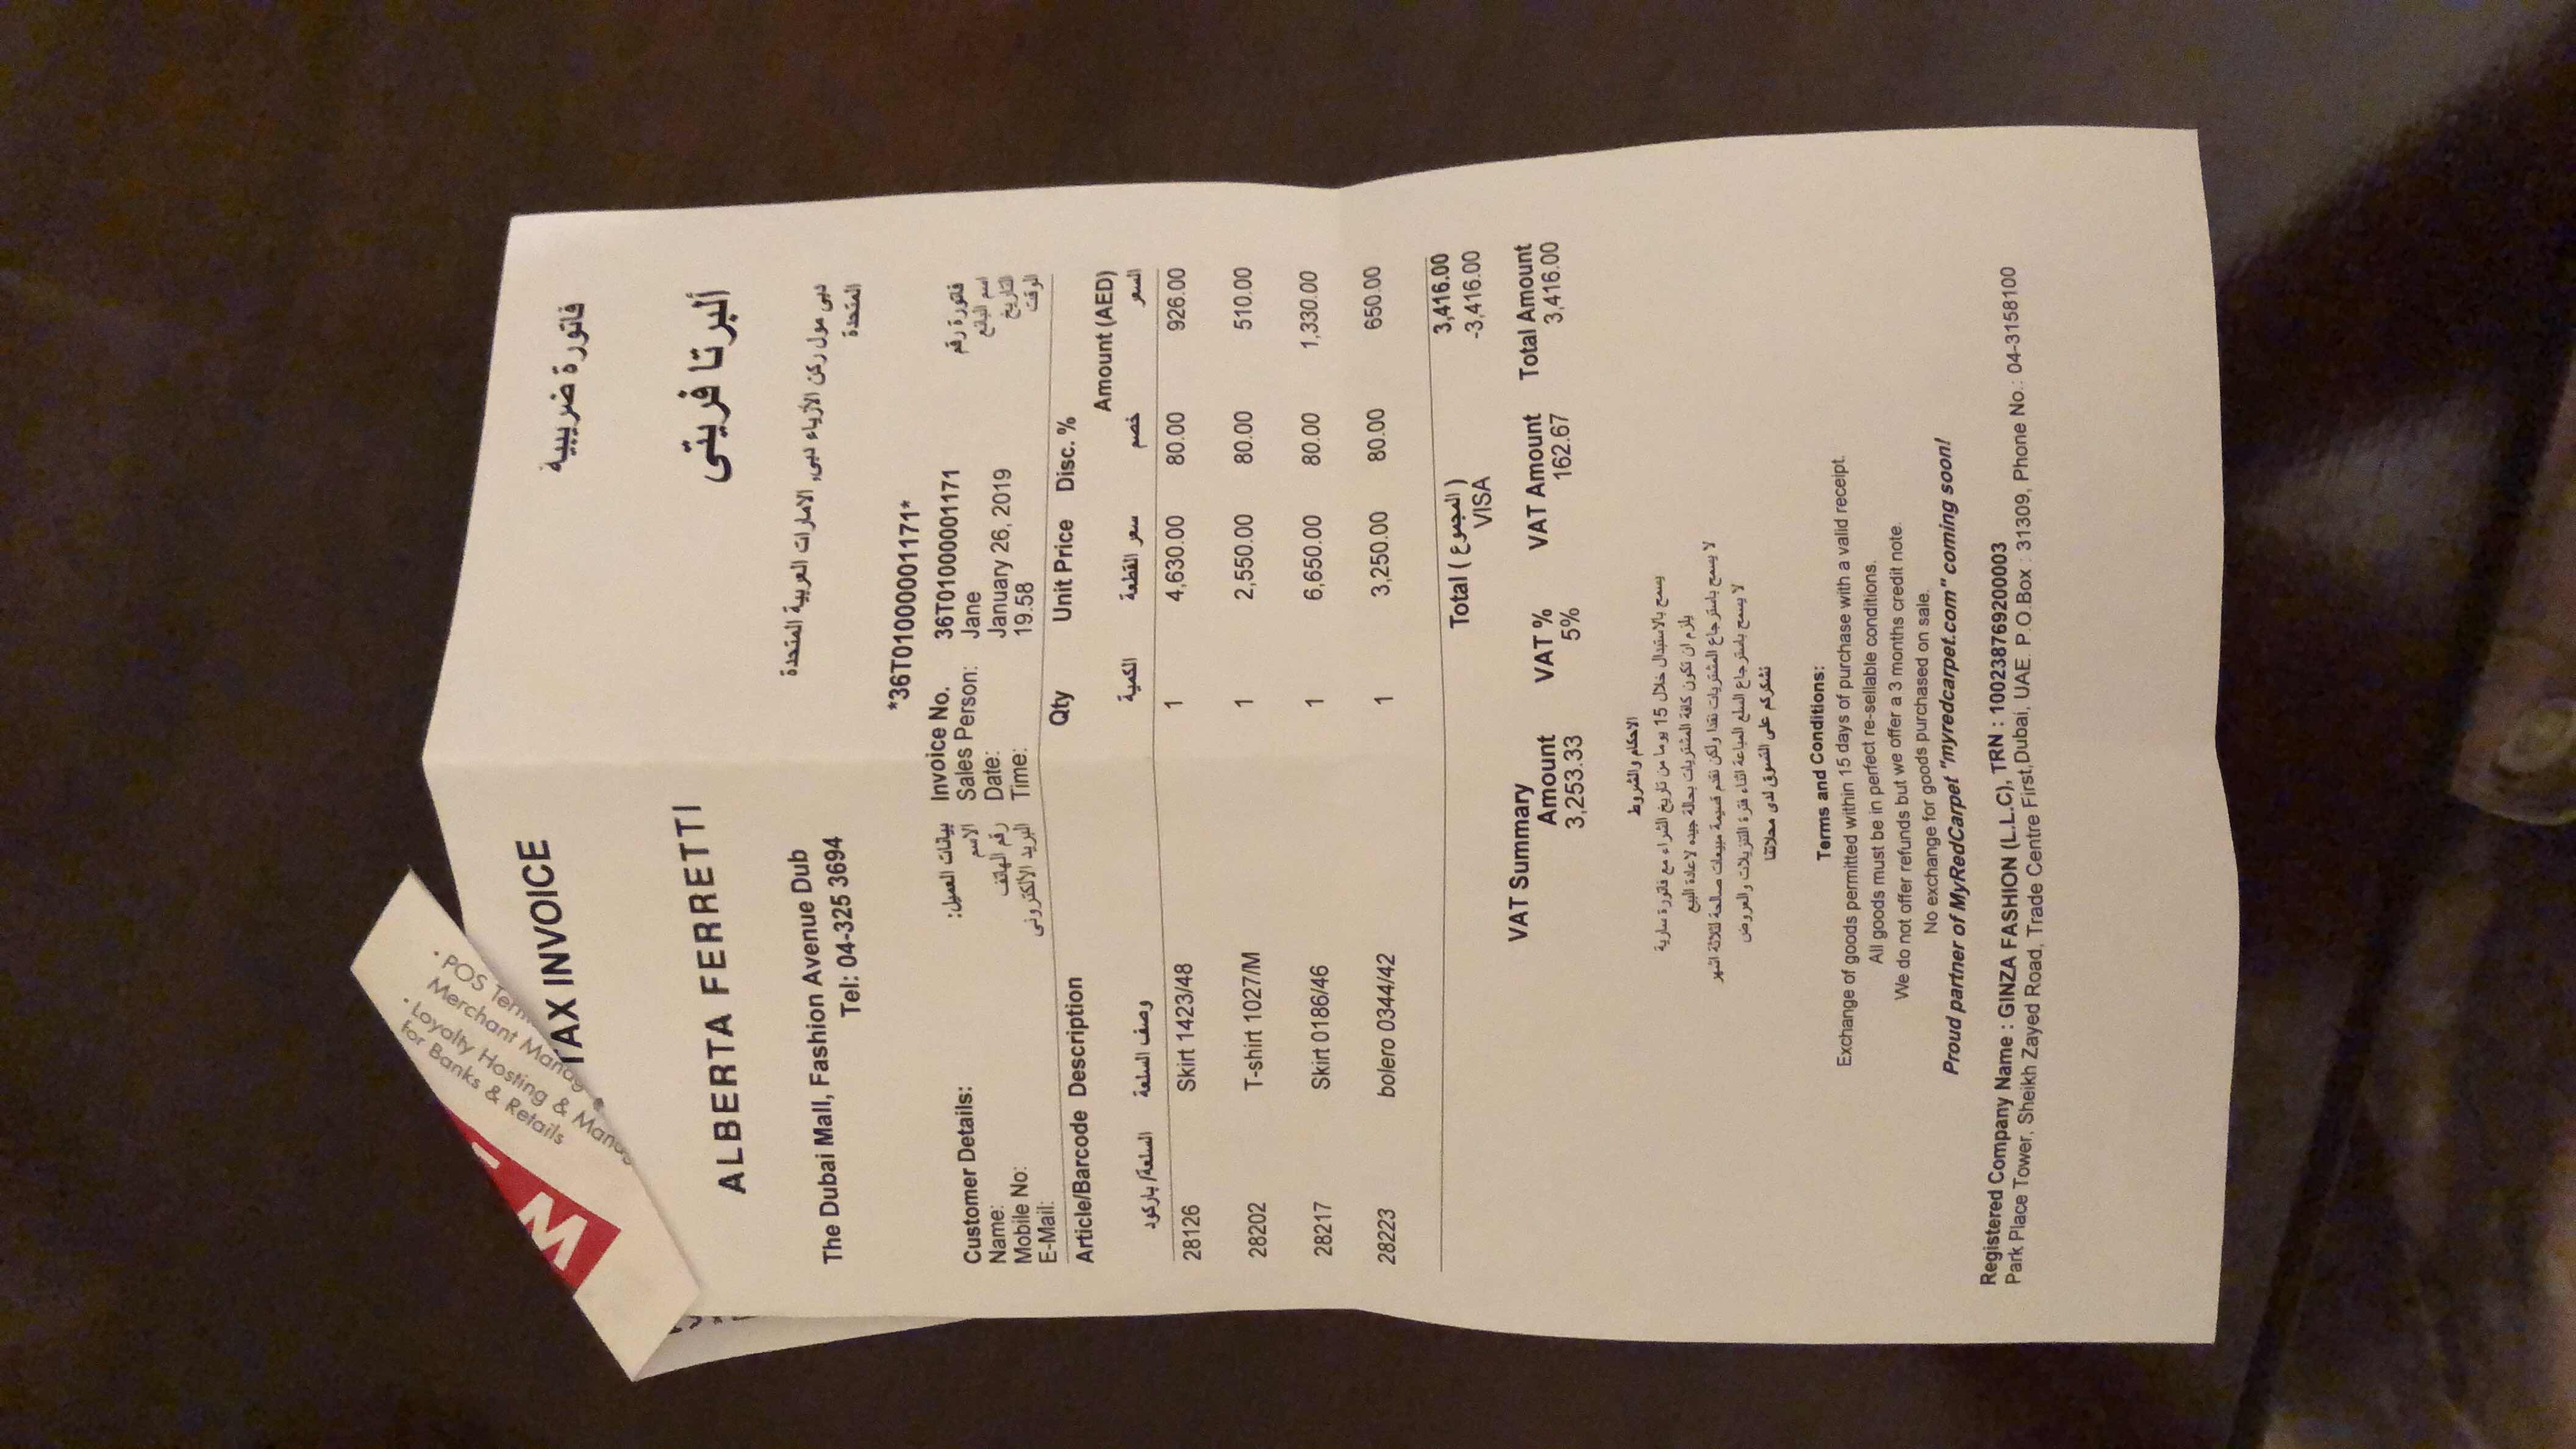 • POS Term
Merchant Manag
• Loyalty Hosting & Manag
for Banks & Retails
TAX INVOICE
فاتورة ضريبية
ALBERTA FERRETTI
ألبرتا فريتى
The Dubai Mall, Fashion Avenue Dub
Tel: 04-325 3694
دبى مول ركن الأزياء دبى, الامارات العربية المتحدة
المتحدة
*36T01000001171*
Customer Details: بيانات العميل: Invoice No. 36T01000001171 فاتورة رقم
Name: الاسم Sales Person: Jane اسم البائع
Mobile No: رقم الهاتف Date: January 26, 2019 التاريخ
E-Mail: البريد الألكترونى Time: 19.58 الوقت
Article/Barcode Description Qty Unit Price Disc. % Amount (AED)
السلعة/ باركود وصف السلعة الكمية سعر القطعة خصم السعر
28126 Skirt 1423/48 1 4,630.00 80.00 926.00
28202 T-shirt 1027/M 1 2,550.00 80.00 510.00
28217 Skirt 0186/46 1 6,650.00 80.00 1,330.00
28223 bolero 0344/42 1 3,250.00 80.00 650.00
Total ( المجموع ) 3,416.00
VISA -3,416.00
VAT Summary
Amount VAT % VAT Amount Total Amount
3,253.33 5% 162.67 3,416.00
الاحكام والشروط
يسمح بالاستبدال خلال 15 يوما من تاريخ الشراء مع فاتورة سارية
يلزم ان تكون كافة المشتريات بحالة جيده لاعادة البيع
لا يسمح باسترجاع المشتريات نقدا ولكن نقدم قسيمة مبيعات صالحة لثلاثة اشهر
لا يسمح باسترجاع السلع المباعة اثناء فترة التنزيلات والعروض
نشكركم على التسوق لدى محلاتنا
Terms and Conditions:
Exchange of goods permitted within 15 days of purchase with a valid receipt.
All goods must be in perfect re-sellable conditions.
We do not offer refunds but we offer a 3 months credit note.
No exchange for goods purchased on sale.
Proud partner of MyRedCarpet "myredcarpet.com" coming soon!
Registered Company Name : GINZA FASHION (L.L.C), TRN : 100238769200003
Park Place Tower, Sheikh Zayed Road, Trade Centre First,Dubai, UAE. P.O.Box : 31309, Phone No.: 04-3158100